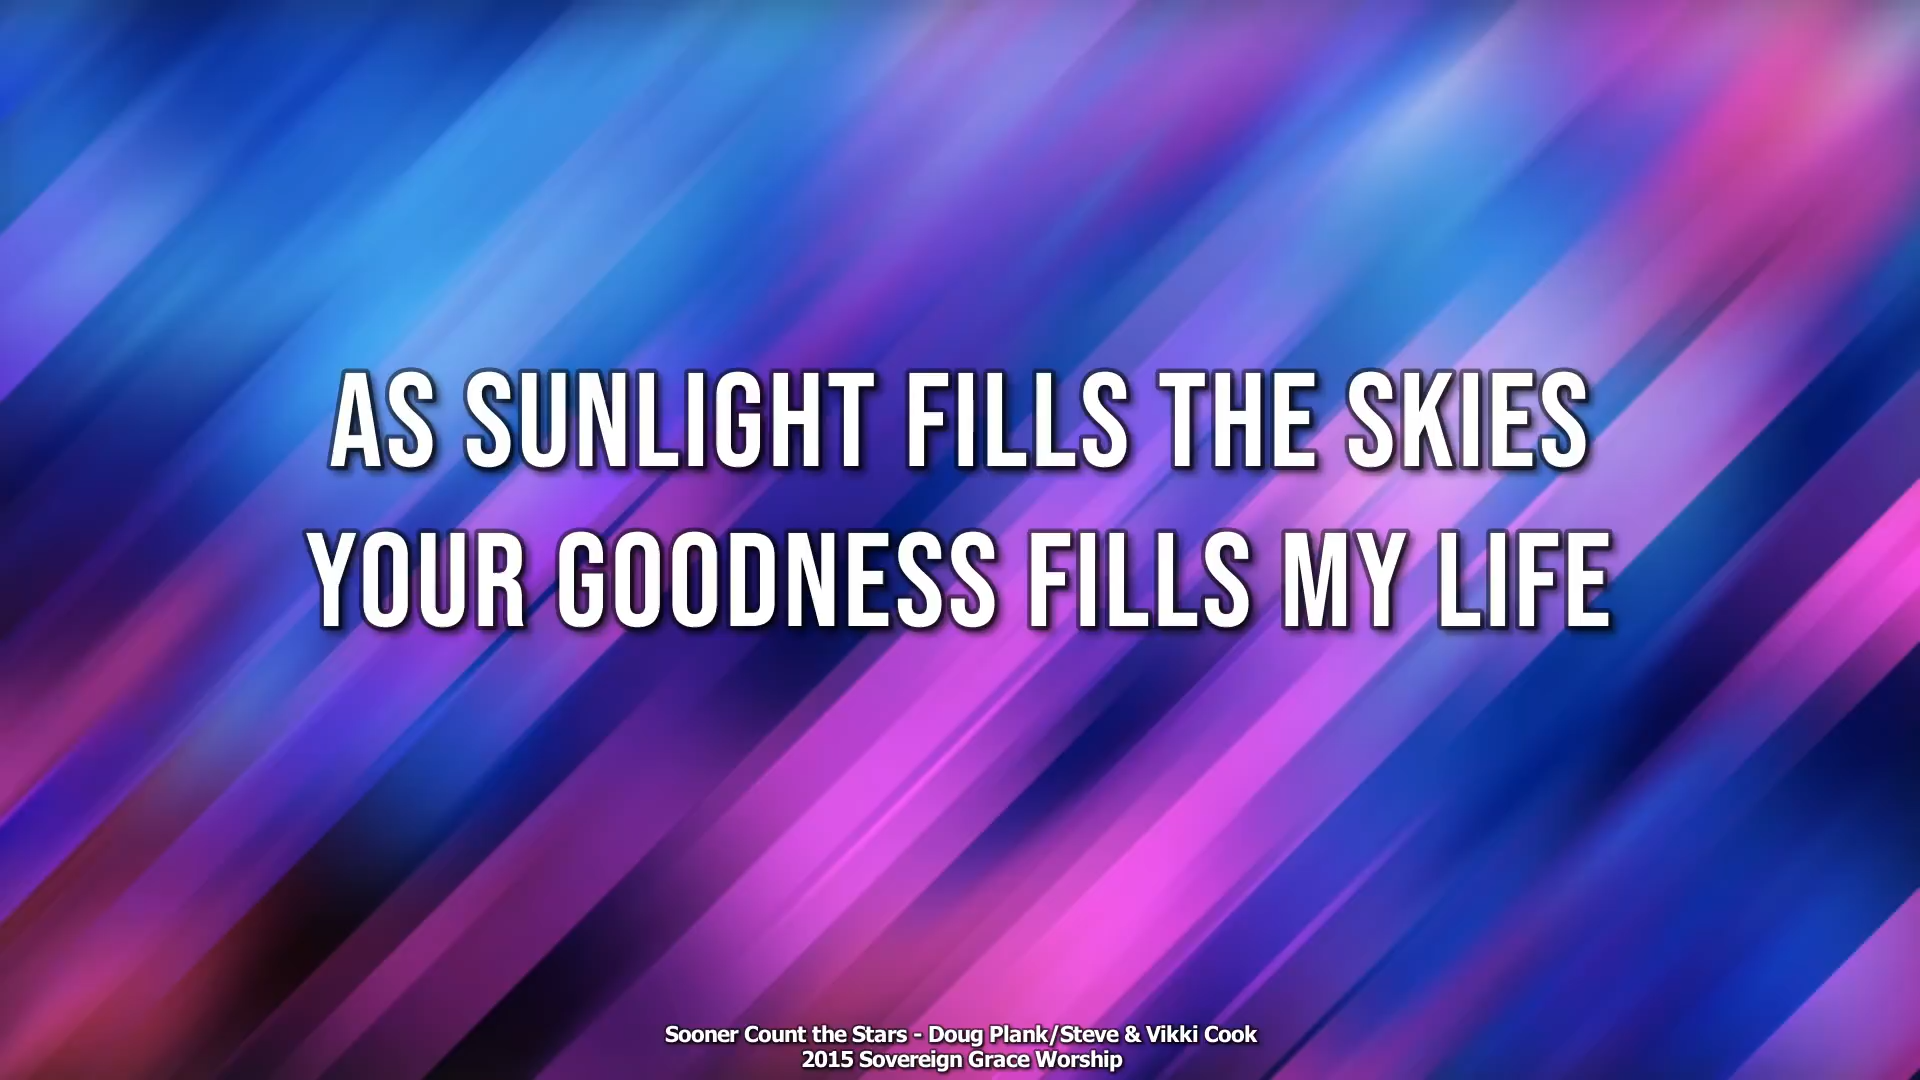 AS SUNLIGHT FILLS THE SKIES
YOUR GOODNESS FILLS MY LIFE
Sooner Count the Stars - Doug Plank/Steve & Vikki Cook
2015 Sovereign Grace Worship